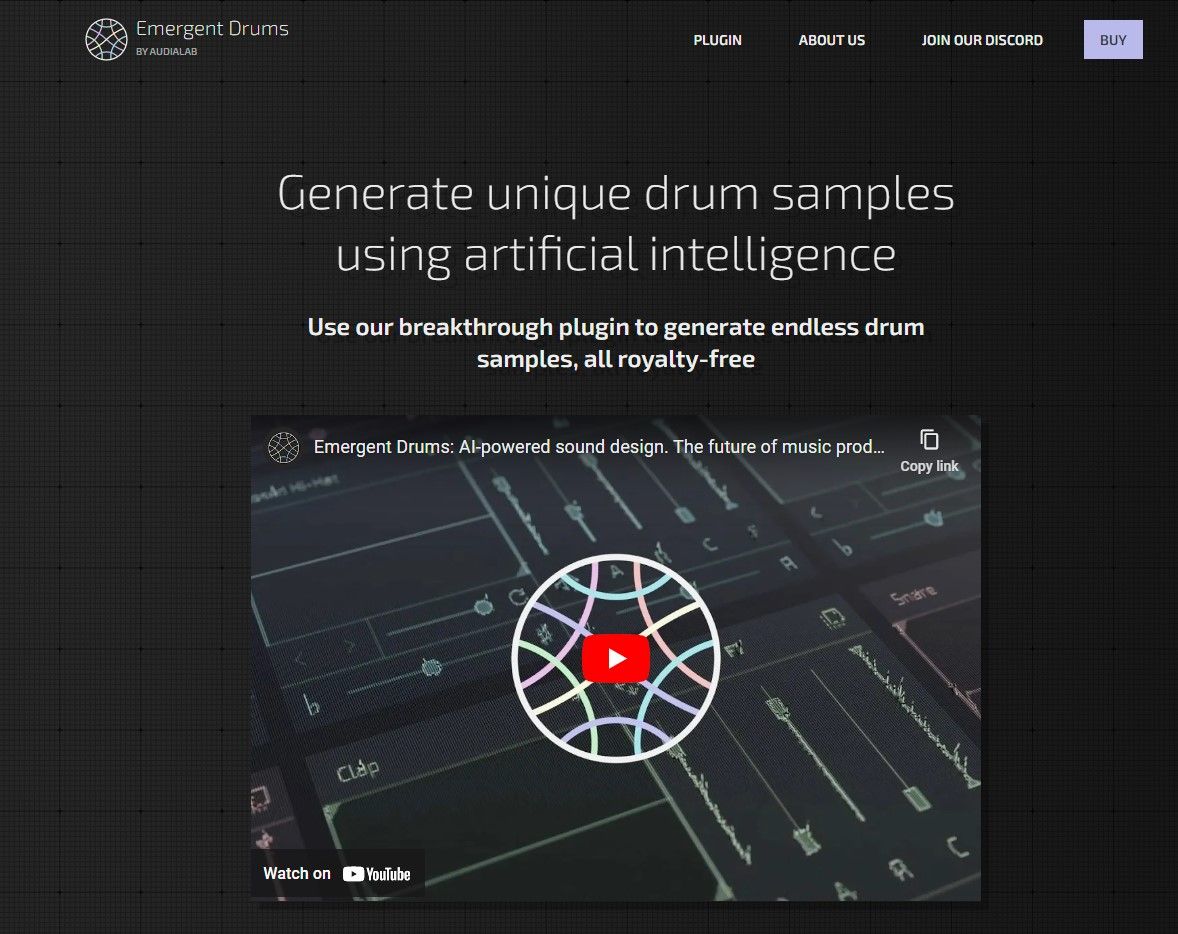 Emergent Drums
BY AUDIALAB
PLUGIN
ABOUT US
JOIN OUR DISCORD
BUY
Generate unique drum samples
using artificial intelligence
Use our breakthrough plugin to generate endless drum
samples, all royalty-free
Emergent Drums: AI-powered sound design. The future of music prod...
Copy link
Snare
Clap
Watch on YouTube